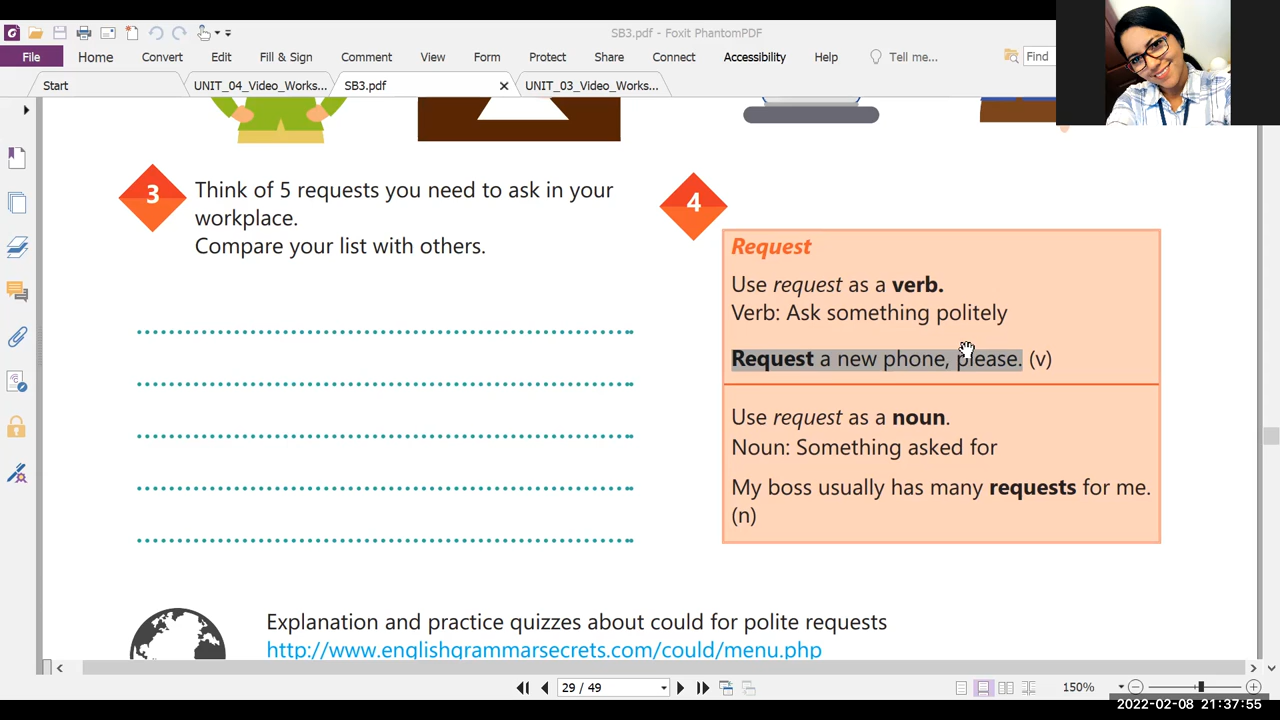 SB3.pdf - Foxit PhantomPDF
File Home Convert Edit Fill & Sign Comment View Form Protect Share Connect Accessibility Help Tell me... Find
Start UNIT_04_Video_Works... SB3.pdf UNIT_03_Video_Works...
3
Think of 5 requests you need to ask in your
workplace.
Compare your list with others.
4
Request
Use request as a verb.
Verb: Ask something politely
Request a new phone, please. (v)
Use request as a noun.
Noun: Something asked for
My boss usually has many requests for me.
(n)
Explanation and practice quizzes about could for polite requests
http://www.englishgrammarsecrets.com/could/menu.php
29 / 49
150%
2022-02-08 21:37:55